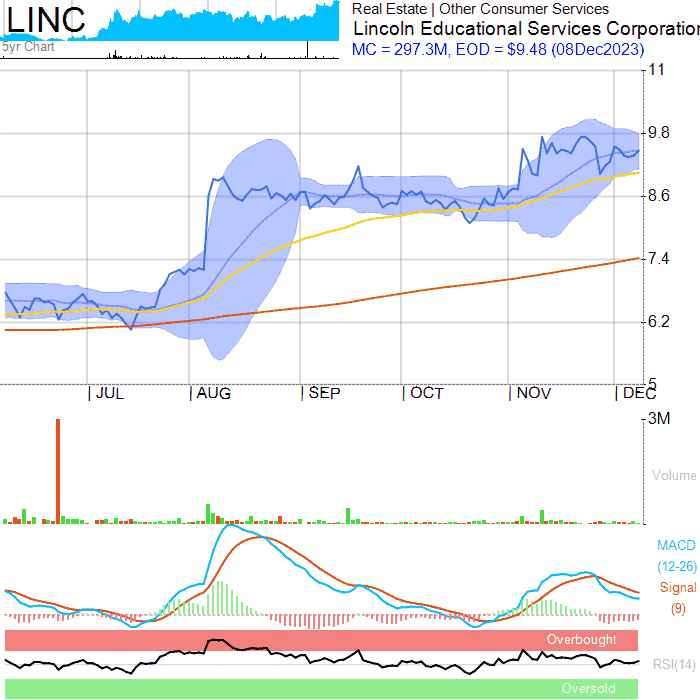 LINC
5yr Chart
Real Estate | Other Consumer Services
Lincoln Educational Services Corporation
MC = 297.3M, EOD = $9.48 (08Dec2023)
11
9.8
8.6
7.4
6.2
5
JUL
AUG
SEP
OCT
NOV
DEC
3M
Volume
MACD
(12-26)
Signal
(9)
Overbought
RSI(14)
Oversold